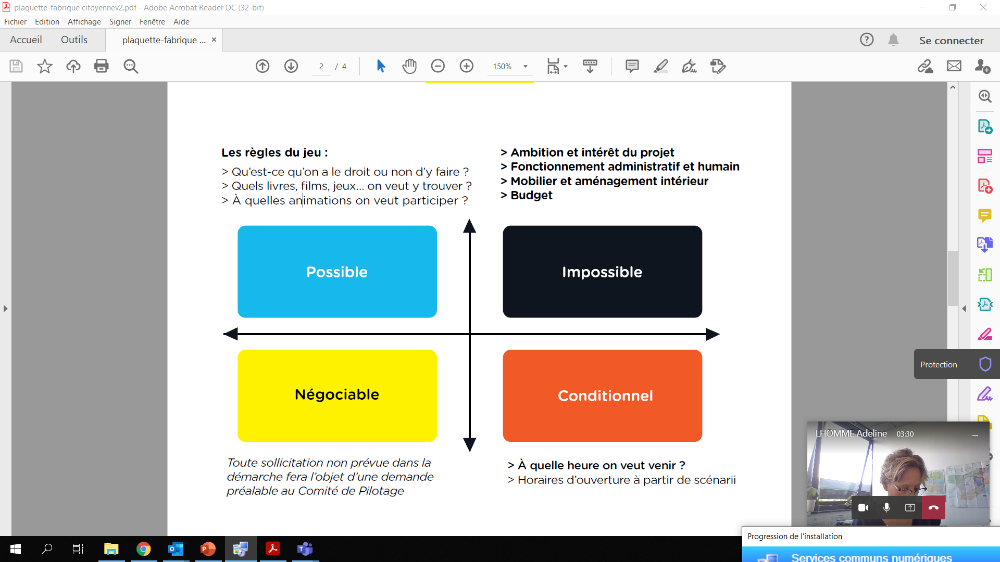 plaquette-fabrique citoyennev2.pdf - Adobe Acrobat Reader DC (32-bit)
Fichier Edition Affichage Signer Fenêtre Aide
Accueil Outils plaquette-fabrique ... × Se connecter
2 / 4 150%
Les règles du jeu :
> Qu’est-ce qu’on a le droit ou non d’y faire ?
> Quels livres, films, jeux... on veut y trouver ?
> À quelles animations on veut participer ?
> Ambition et intérêt du projet
> Fonctionnement administratif et humain
> Mobilier et aménagement intérieur
> Budget
Possible
Impossible
Négociable
Conditionnel
Toute sollicitation non prévue dans la
démarche fera l’objet d’une demande
préalable au Comité de Pilotage
> À quelle heure on veut venir ?
> Horaires d’ouverture à partir de scénarii
Protection
LHOMME Adeline 03:30
Progression de l'installation
Services communs numériques